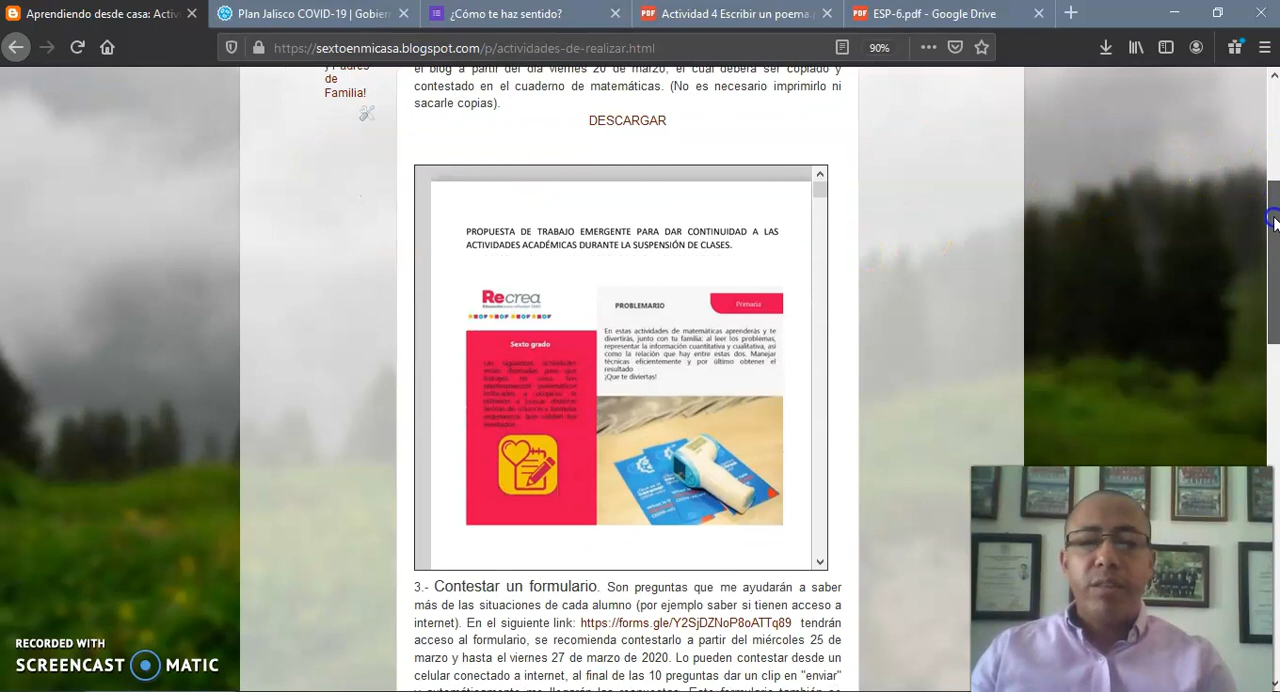 Aprendiendo desde casa: Activ
Plan Jalisco COVID-19 | Gobier
¿Cómo te haz sentido?
PDF Actividad 4 Escribir un poema.p
PDF ESP-6.pdf - Google Drive
https://sextoenmicasa.blogspot.com/p/actividades-de-realizar.html
90%
y Padres
de
Familia!
el blog a partir del día viernes 20 de marzo, el cual deberá ser copiado y
contestado en el cuaderno de matemáticas. (No es necesario imprimirlo ni
sacarle copias).
DESCARGAR
PROPUESTA DE TRABAJO EMERGENTE PARA DAR CONTINUIDAD A LAS
ACTIVIDADES ACADÉMICAS DURANTE LA SUSPENSIÓN DE CLASES.
Recrea
Sexto grado
PROBLEMARIO
Primaria
En estas actividades de matemáticas aprenderás y te
divertirás, junto con tu familia: al leer los problemas,
representar la información cuantitativa y cualitativa, así
como la relación que hay entre estas dos. Manejar
técnicas eficientemente y por último obtenes el
resultado
¡Que te diviertas!
3.- Contestar un formulario. Son preguntas que me ayudarán a saber
más de las situaciones de cada alumno (por ejemplo saber si tienen acceso a
internet). En el siguiente link: https://forms.gle/Y2SjDZNoP8oATTq89 tendrán
acceso al formulario, se recomienda contestarlo a partir del miércoles 25 de
marzo y hasta el viernes 27 de marzo de 2020. Lo pueden contestar desde un
celular conectado a internet, al final de las 10 preguntas dar un clip en "enviar"
RECORDED WITH
SCREENCAST MATIC